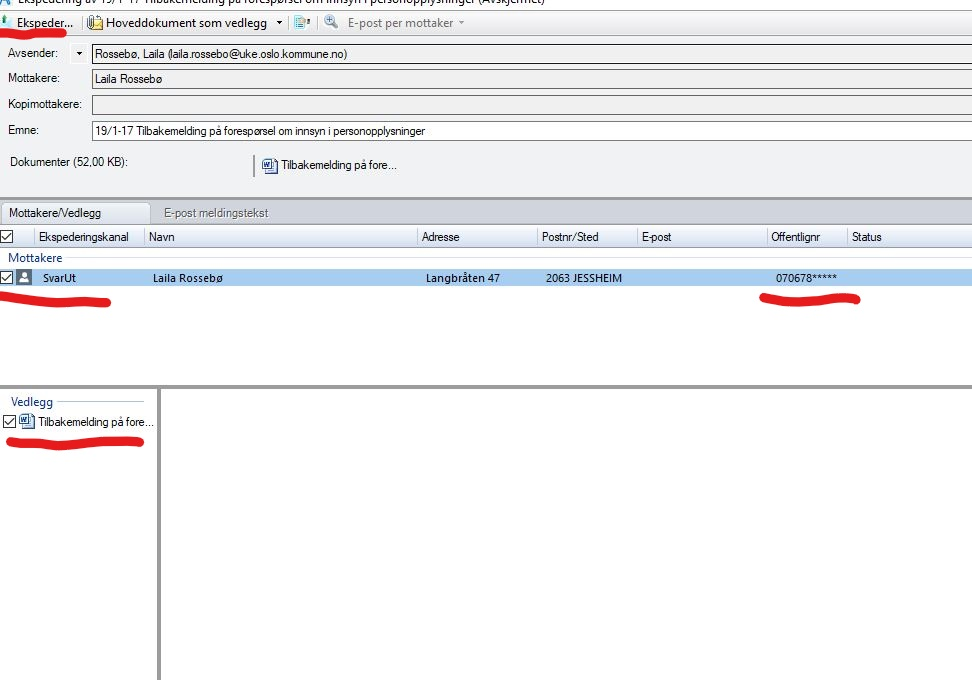 Ekspedering av 19/1-17 Tilbakemelding på forespørsel om innsyn i personopplysninger (Avskjermet)
Ekspeder... Hoveddokument som vedlegg E-post per mottaker
Avsender: Rossebø, Laila (laila.rossebo@uke.oslo.kommune.no)
Mottakere: Laila Rossebø
Kopimottakere:
Emne: 19/1-17 Tilbakemelding på forespørsel om innsyn i personopplysninger
Dokumenter (52,00 KB): Tilbakemelding på fore...
Mottakere/Vedlegg E-post meldingstekst
Ekspederingskanal Navn Adresse Postnr/Sted E-post Offentlignr Status
Mottakere
SvarUt Laila Rossebø Langbråten 47 2063 JESSHEIM 070678*****
Vedlegg
Tilbakemelding på fore...